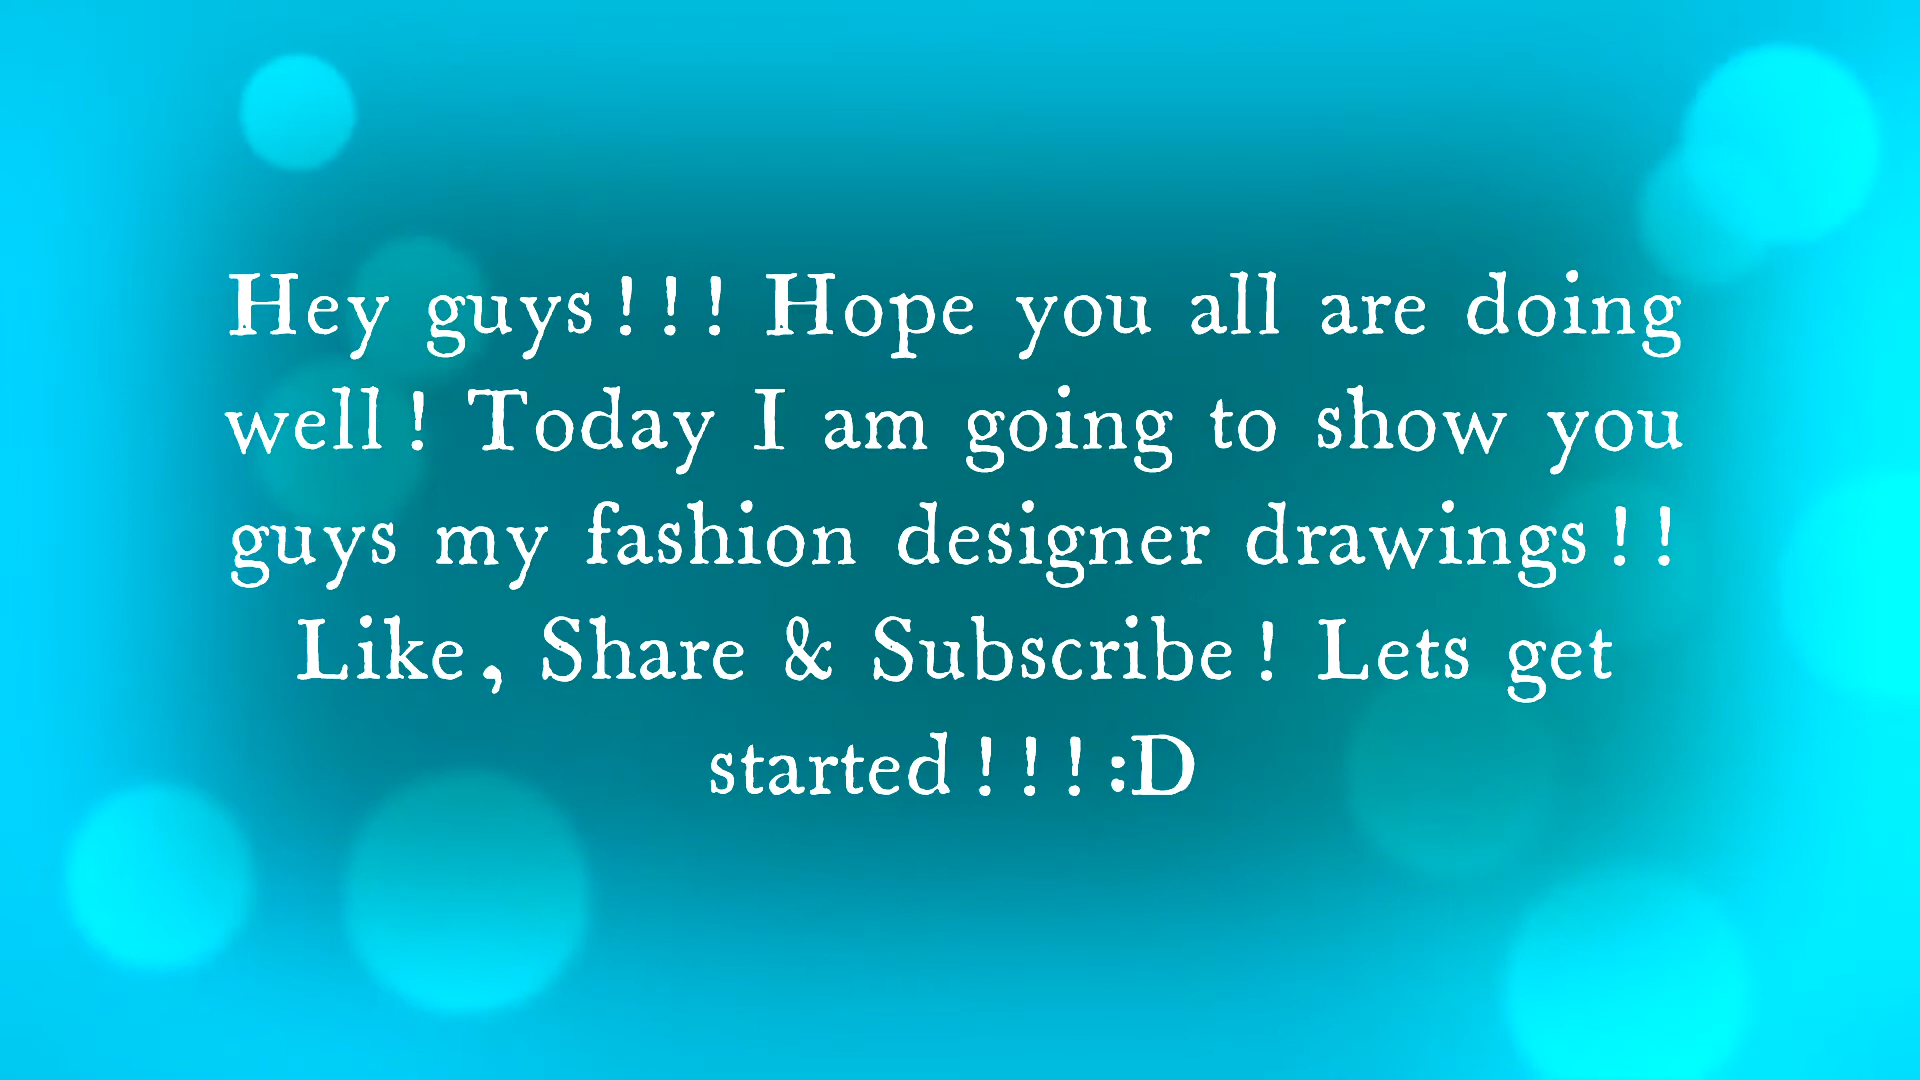 Hey guys!!! Hope you all are doing
well! Today I am going to show you
guys my fashion designer drawings!!
Like, Share & Subscribe! Lets get
started!!!:D